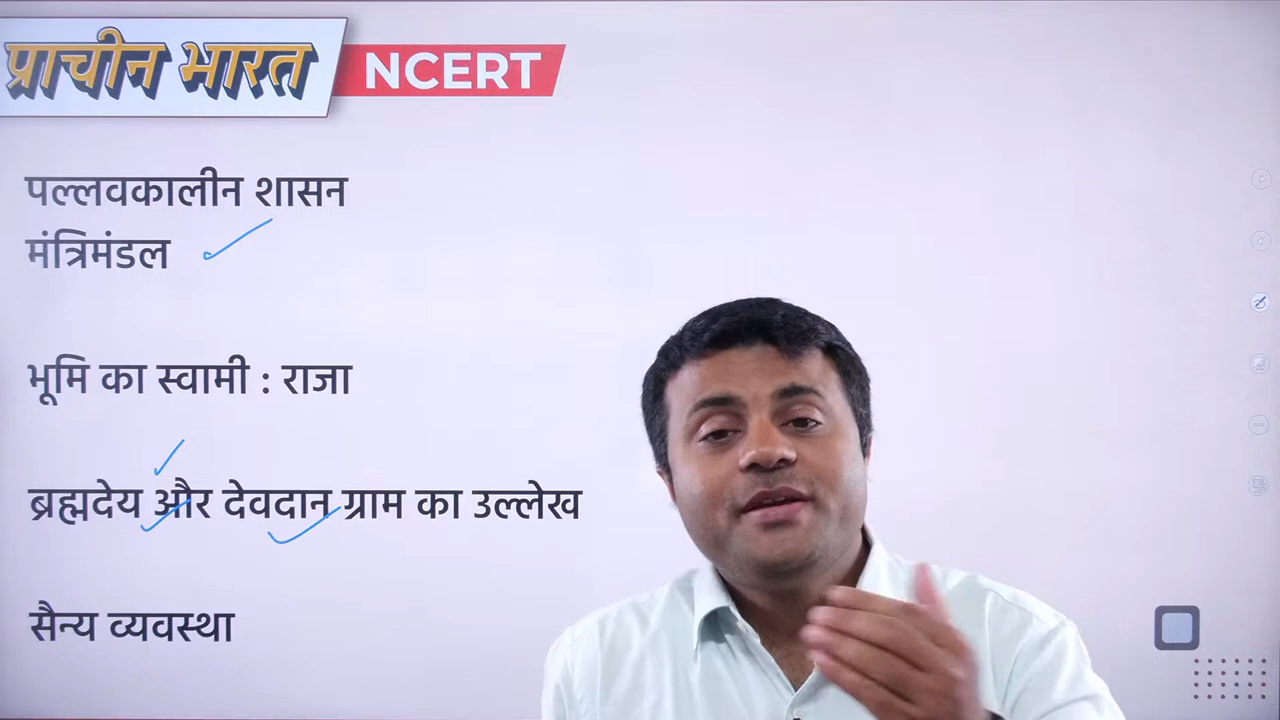 प्राचीन भारत NCERT
पल्लवकालीन शासन
मंत्रिमंडल
भूमि का स्वामी : राजा
ब्रह्मदेय और देवदान ग्राम का उल्लेख
सैन्य व्यवस्था